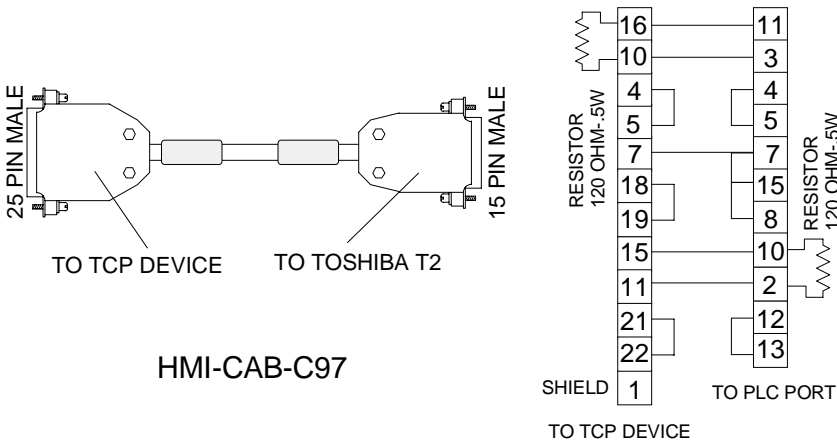 25 PIN MALE
15 PIN MALE
TO TCP DEVICE
TO TOSHIBA T2
HMI-CAB-C97
RESISTOR
120 OHM-.5W
16
10
4
5
7
18
19
15
11
21
22
SHIELD 1
TO TCP DEVICE
11
3
4
5
7
15
8
10
2
12
13
TO PLC PORT
RESISTOR
120 OHM-.5W